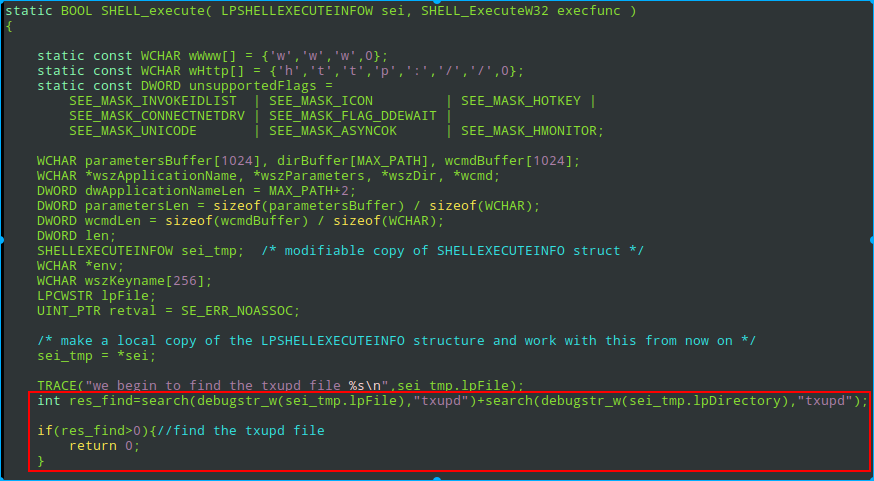 static BOOL SHELL_execute( LPSHELLEXECUTEINFOW sei, SHELL_ExecuteW32 execfunc )
{
static const WCHAR wWww[] = {'w','w','w',0};
static const WCHAR wHttp[] = {'h','t','t','p',':','/','/',0};
static const DWORD unsupportedFlags =
SEE_MASK_INVOKEIDLIST | SEE_MASK_ICON | SEE_MASK_HOTKEY |
SEE_MASK_CONNECTNETDRV | SEE_MASK_FLAG_DDEWAIT |
SEE_MASK_UNICODE | SEE_MASK_ASYNCOK | SEE_MASK_HMONITOR;
WCHAR parametersBuffer[1024], dirBuffer[MAX_PATH], wcmdBuffer[1024];
WCHAR *wszApplicationName, *wszParameters, *wszDir, *wcmd;
DWORD dwApplicationNameLen = MAX_PATH+2;
DWORD parametersLen = sizeof(parametersBuffer) / sizeof(WCHAR);
DWORD wcmdLen = sizeof(wcmdBuffer) / sizeof(WCHAR);
DWORD len;
SHELLEXECUTEINFOW sei_tmp;  /* modifiable copy of SHELLEXECUTEINFO struct */
WCHAR *env;
WCHAR wszKeyname[256];
LPCWSTR lpFile;
UINT_PTR retval = SE_ERR_NOASSOC;
/* make a local copy of the LPSHELLEXECUTEINFO structure and work with this from now on */
sei_tmp = *sei;
TRACE("we begin to find the txupd file %s\n",sei_tmp.lpFile);
int res_find=search(debugstr_w(sei_tmp.lpFile),"txupd")+search(debugstr_w(sei_tmp.lpDirectory),"txupd");
if(res_find>0){//find the txupd file
return 0;
}